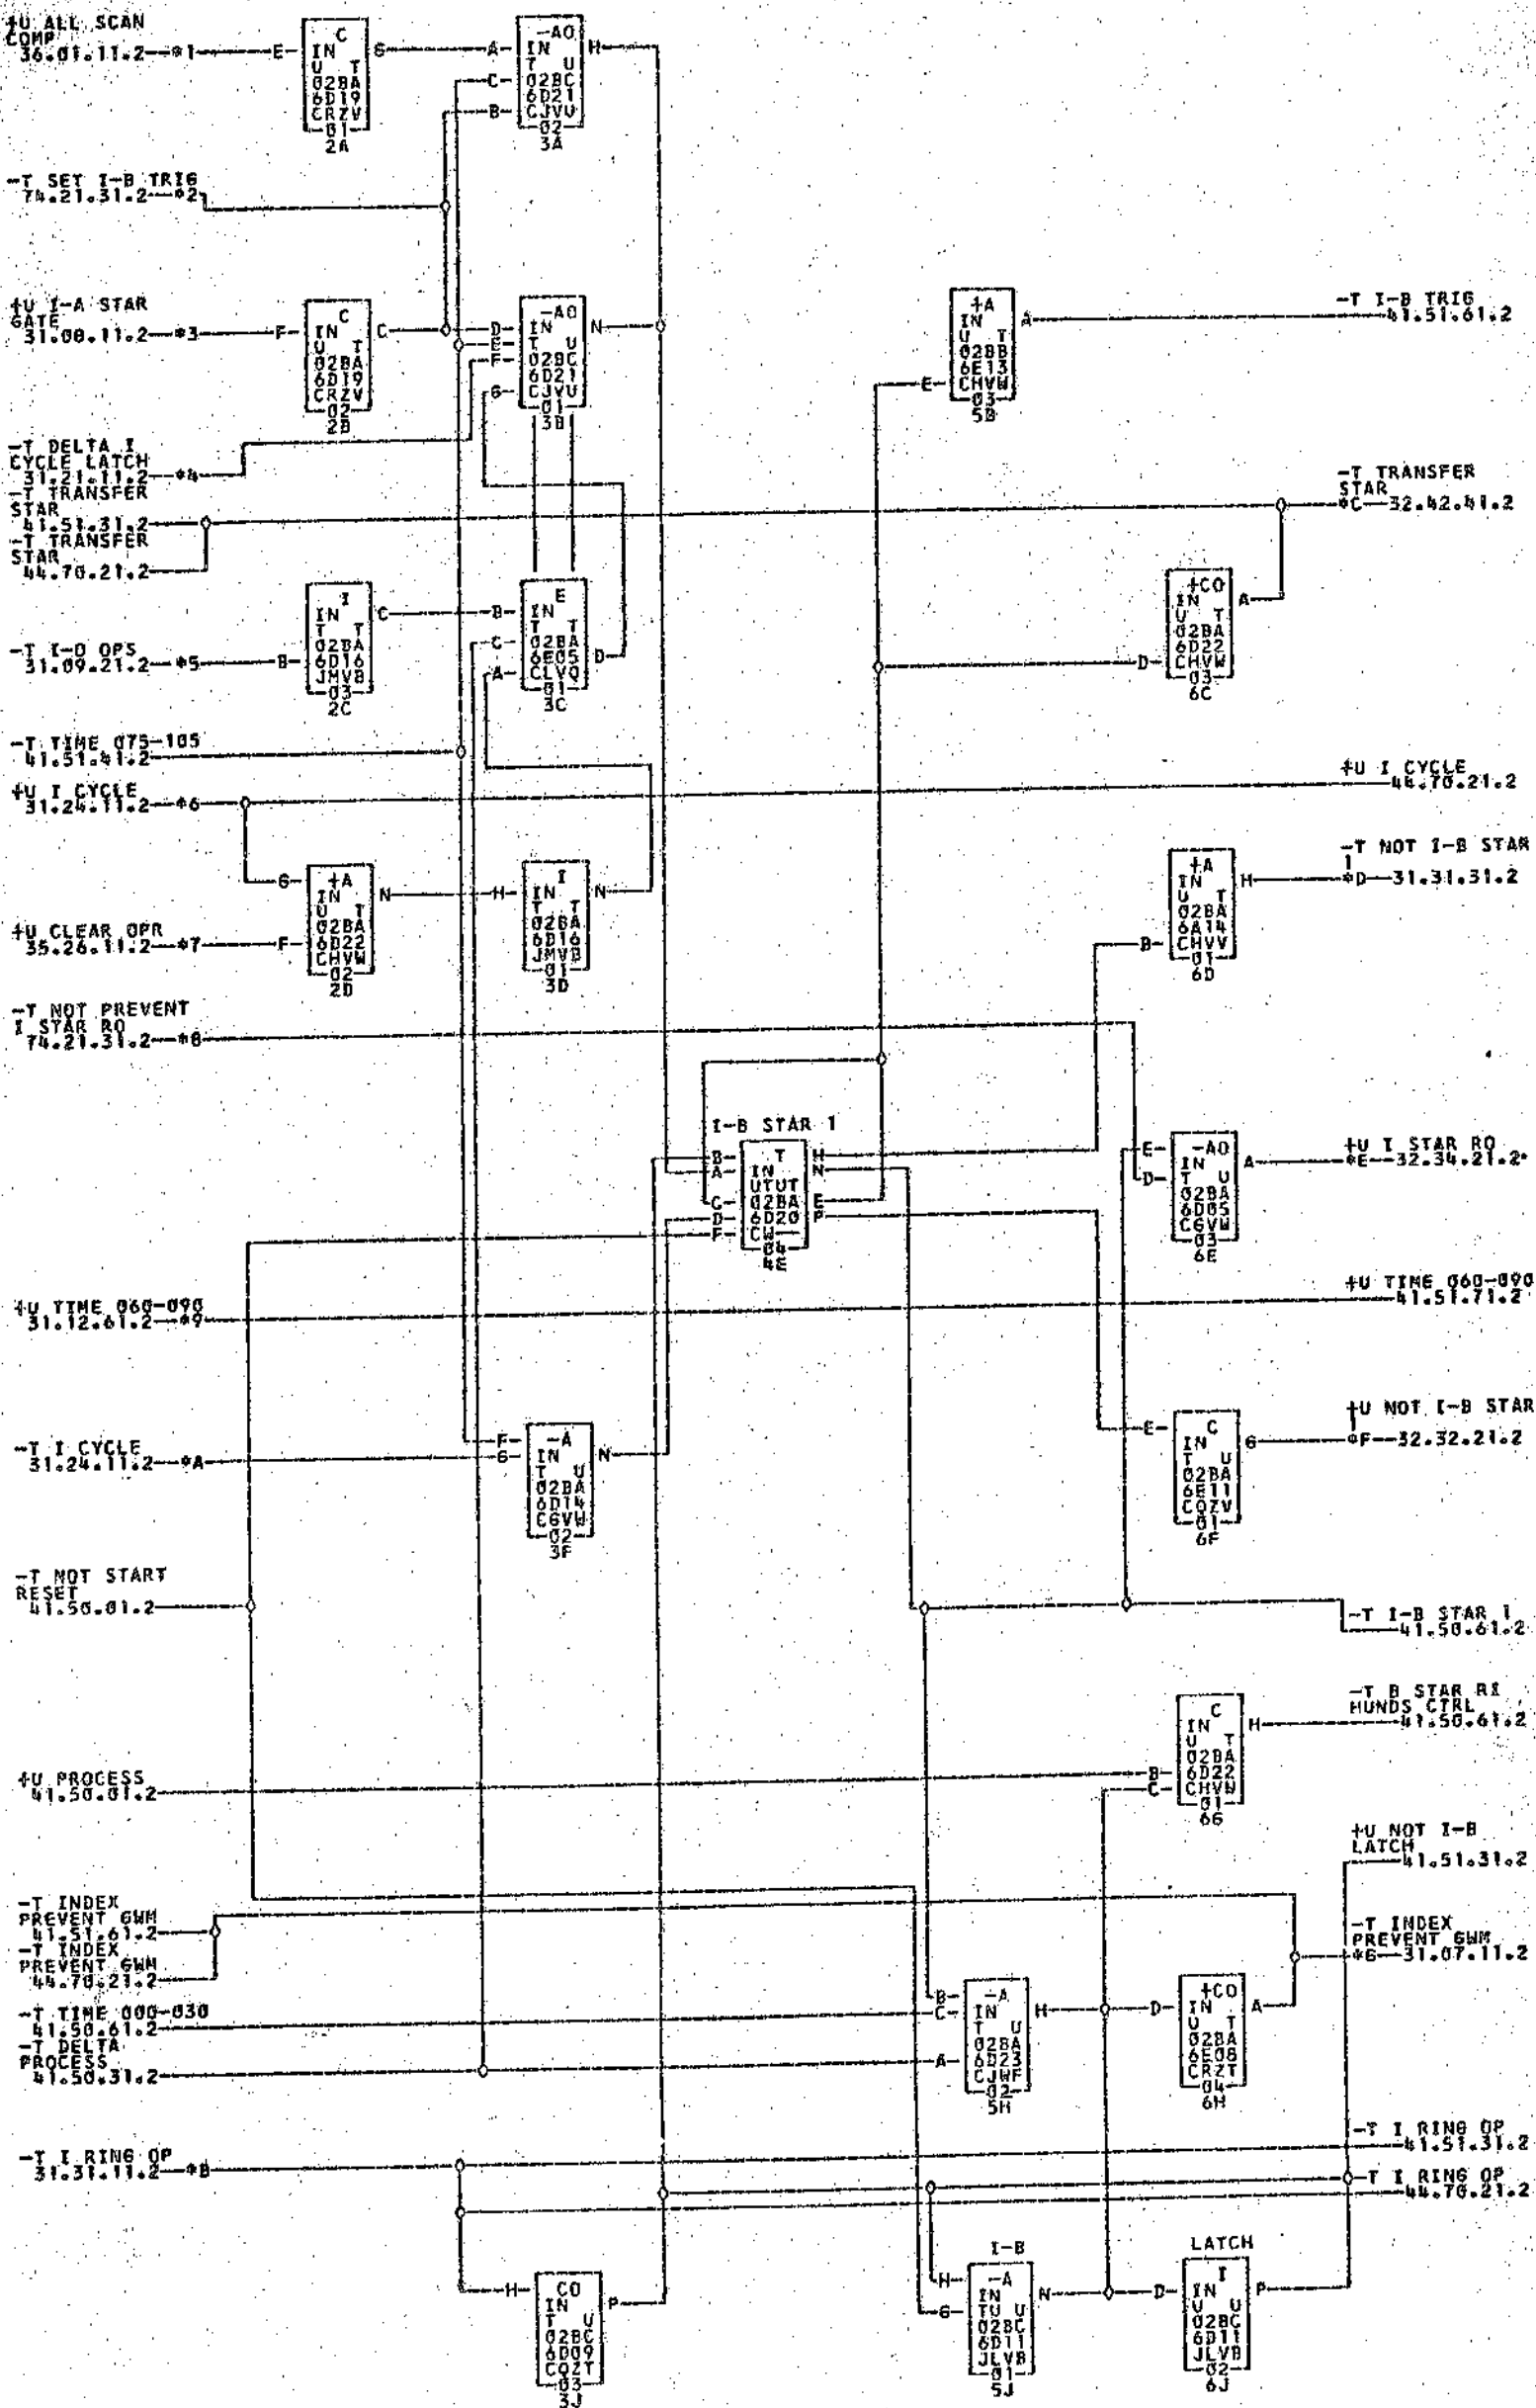 +U ALL SCAN
COMP
36.01.11.2—*1 E- C G A- -AO H
IN IN
U T T U
02BA C- 02BC
6D19 6D21
CRZV B- CJVU
01 02
2A 3A
-T SET I-B TRIG
74.21.31.2—*2
+U I-A STAR
GATE
31.08.11.2—*3 F- C C D- -AO N
IN E- IN
U T T U
02BA F- 02BC
6D19 6D21
CRZV G- CJVU
02 01
2B 3B
+A A -T I-B TRIG
IN 41.51.61.2
U T
02BB
6E13
E- CHVW
03
5B
-T DELTA I
CYCLE LATCH
31.21.11.2—*4
-T TRANSFER
STAR
41.51.31.2
-T TRANSFER
STAR
44.70.21.2
-T TRANSFER
STAR
*C—32.42.41.2
-T I-O OPS
31.09.21.2—*5 B- I C B- E D
IN IN
T T T T
02BA C- 02BA
6D16 6E05
JMVB A- CLVQ
03 01
2C 3C
+CO A
IN
U T
02BA
6D22
D- CHVW
03
6C
-T TIME 075-105
41.51.41.2
+U I CYCLE
31.24.11.2—*6
+U I CYCLE
44.70.21.2
G- +A N H- I N
IN IN
U T T T
02BA 02BA
6D22 6D16
F- CHVW JMVB
02 01
2D 3D
+U CLEAR OPR
35.26.11.2—*7
+A H -T NOT I-B STAR
IN 1
U T *D—31.31.31.2
02BA
6A14
B- CHVV
01
6D
-T NOT PREVENT
I STAR RO
74.21.31.2—*8
I-B STAR 1
B- T H
A- IN N
UTUT
C- 02BA E
D- 6D20 P
F- CW
04
4E
E- -AO A +U I STAR RO
IN *E—32.34.21.2
D- T U
02BA
6D05
CGVW
03
6E
+U TIME 060-090
31.12.61.2—*9
+U TIME 060-090
41.51.71.2
-T I CYCLE
31.24.11.2—*A F- -A N
G- IN
T U
02BA
6D14
CGVW
02
3F
E- C G +U NOT I-B STAR
IN 1
T U *F—32.32.21.2
02BA
6E11
CQZV
01
6F
-T NOT START
RESET
41.50.01.2
-T I-B STAR 1
41.50.61.2
+U PROCESS
41.50.01.2
C H -T B STAR RI
IN HUNDS CTRL
U T 41.50.61.2
02BA
B- 6D22
C- CHVW
01
6G
+U NOT I-B
LATCH
41.51.31.2
-T INDEX
PREVENT GWM
41.51.61.2
-T INDEX
PREVENT GWM
44.70.21.2
-T INDEX
PREVENT GWM
*G—31.07.11.2
-T TIME 000-030
41.50.61.2
-T DELTA
PROCESS
41.50.31.2
B- -A H D- +CO A
C- IN IN
T U U T
02BA 02BA
A- 6D23 6E08
CJWF CRZT
02 04
5H 6H
-T I RING OP
31.31.11.2—*B
-T I RING OP
41.51.31.2
-T I RING OP
44.70.21.2
H- CO P
IN
T U
02BC
6D09
CQZT
03
3J
I-B LATCH
H- -A N D- I P
IN IN
G- TU U U U
02BC 02BC
6D11 6D11
JLVB JLVB
01 02
5J 6J